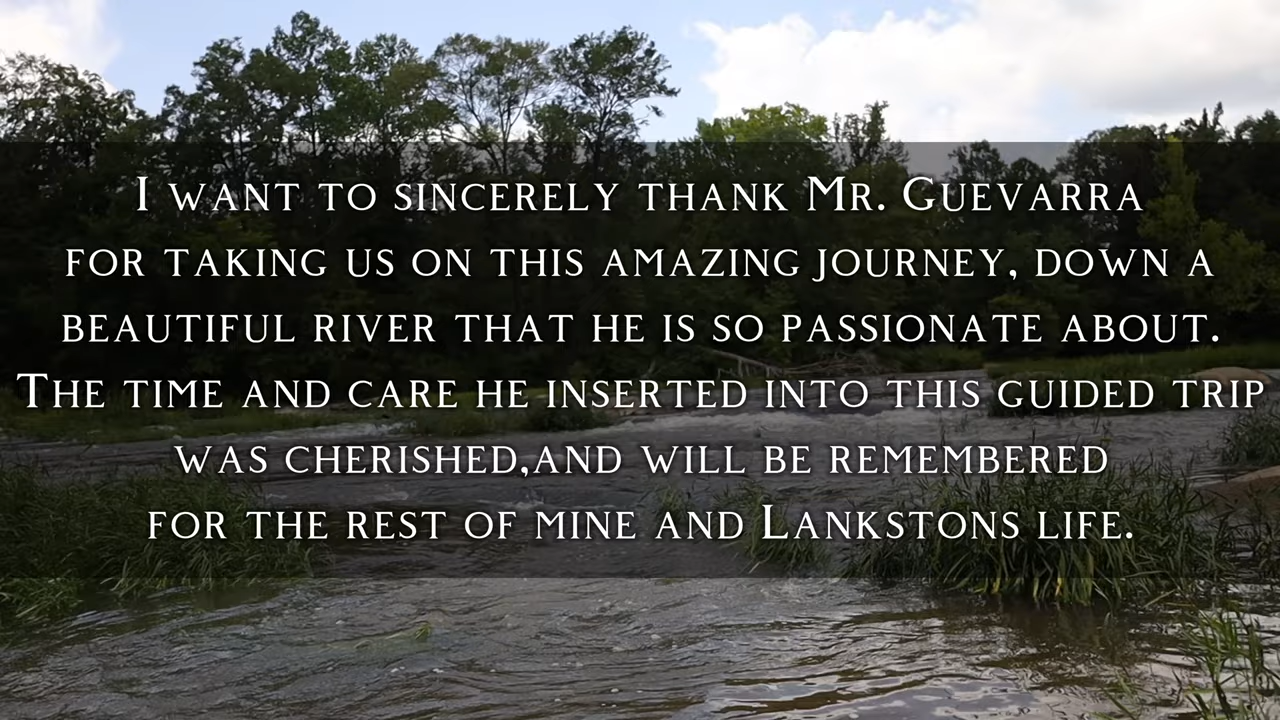 I WANT TO SINCERELY THANK MR. GUEVARRA
FOR TAKING US ON THIS AMAZING JOURNEY, DOWN A
BEAUTIFUL RIVER THAT HE IS SO PASSIONATE ABOUT.
THE TIME AND CARE HE INSERTED INTO THIS GUIDED TRIP
WAS CHERISHED,AND WILL BE REMEMBERED
FOR THE REST OF MINE AND LANKSTONS LIFE.